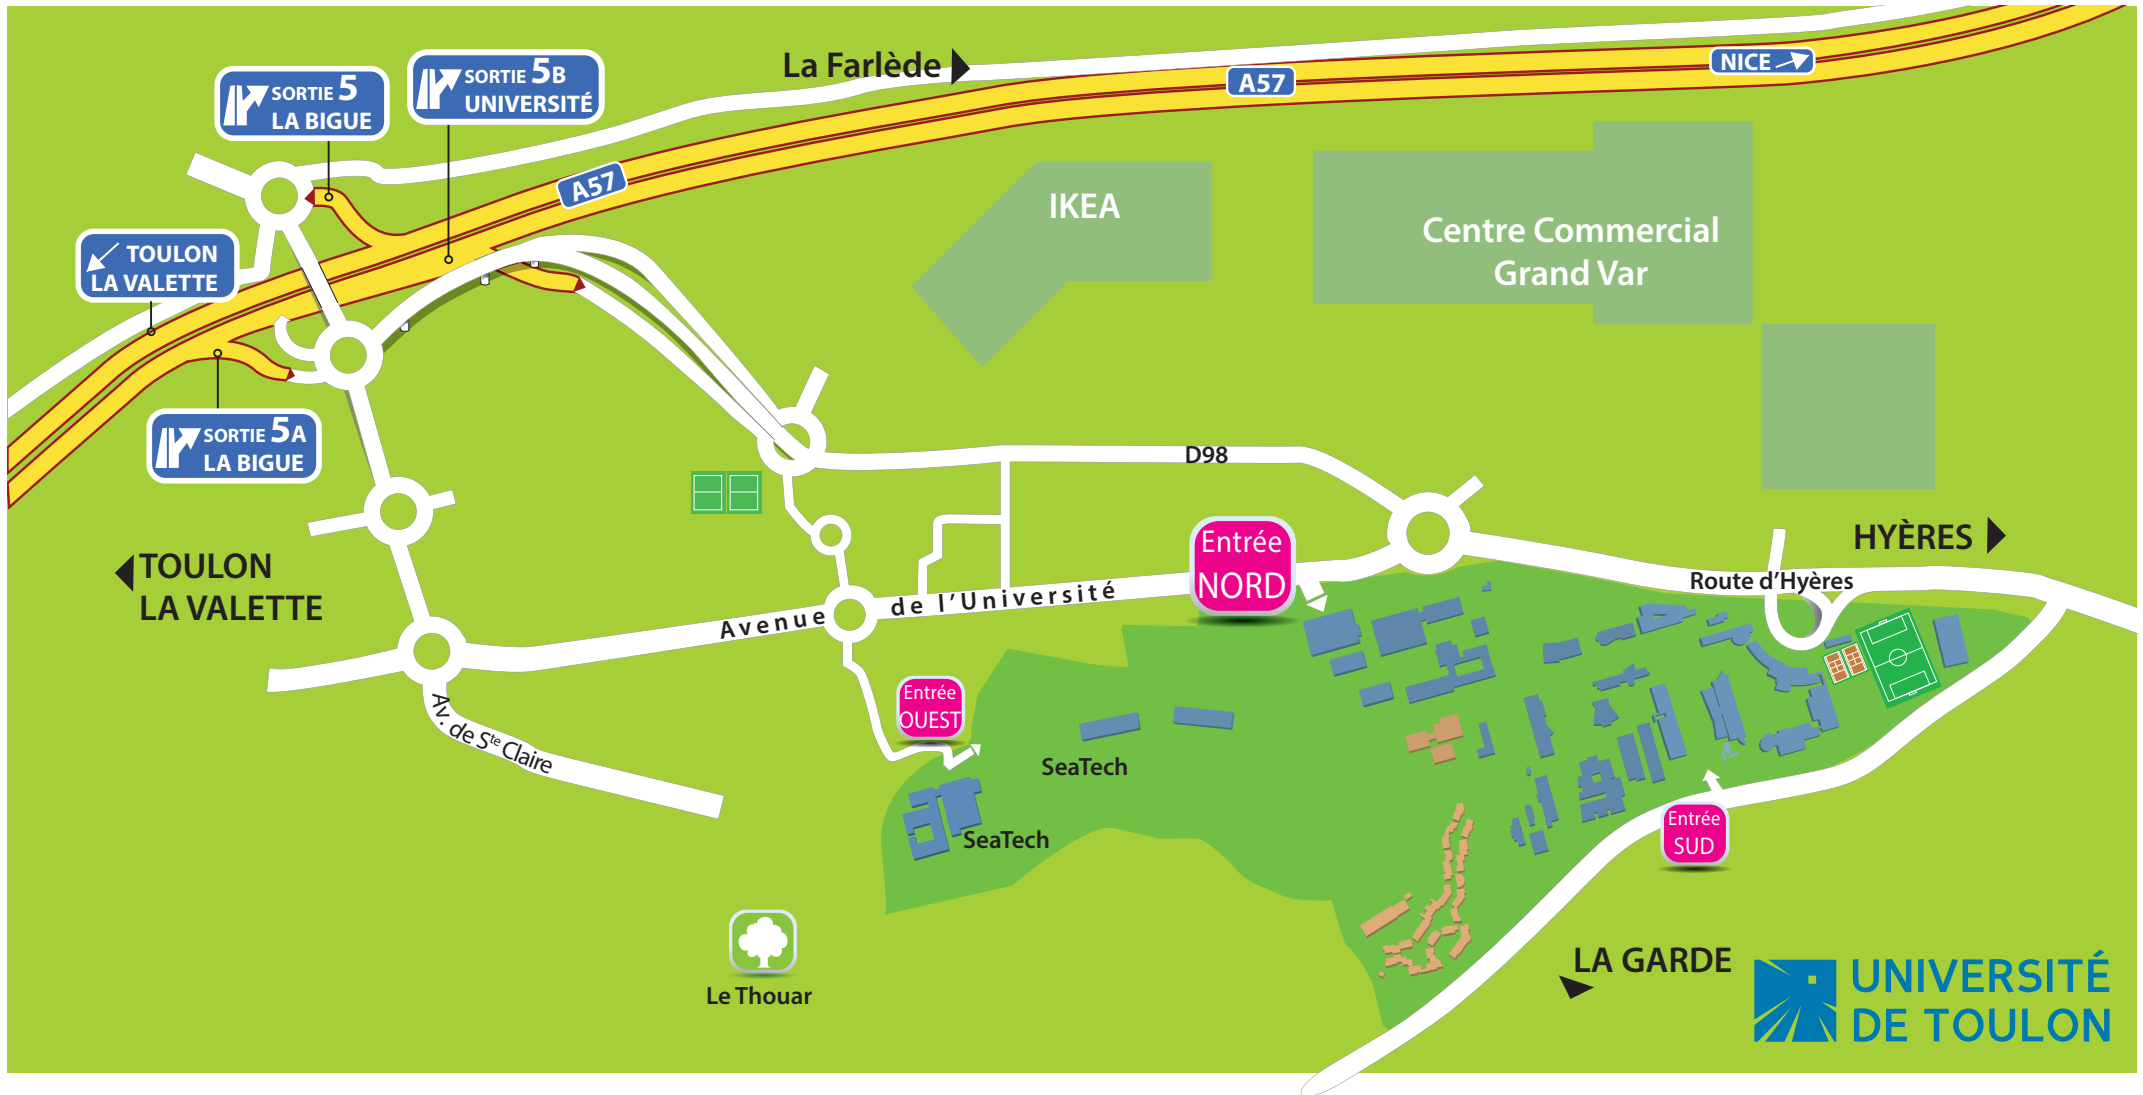 La Farlède
NICE
A57
SORTIE 5
LA BIGUE
SORTIE 5B
UNIVERSITÉ
A57
IKEA
Centre Commercial
Grand Var
TOULON
LA VALETTE
SORTIE 5A
LA BIGUE
D98
TOULON
LA VALETTE
Entrée
NORD
HYÈRES
Route d'Hyères
Avenue de l'Université
Entrée
OUEST
Av. de Ste Claire
SeaTech
SeaTech
Entrée
SUD
Le Thouar
LA GARDE
UNIVERSITÉ
DE TOULON